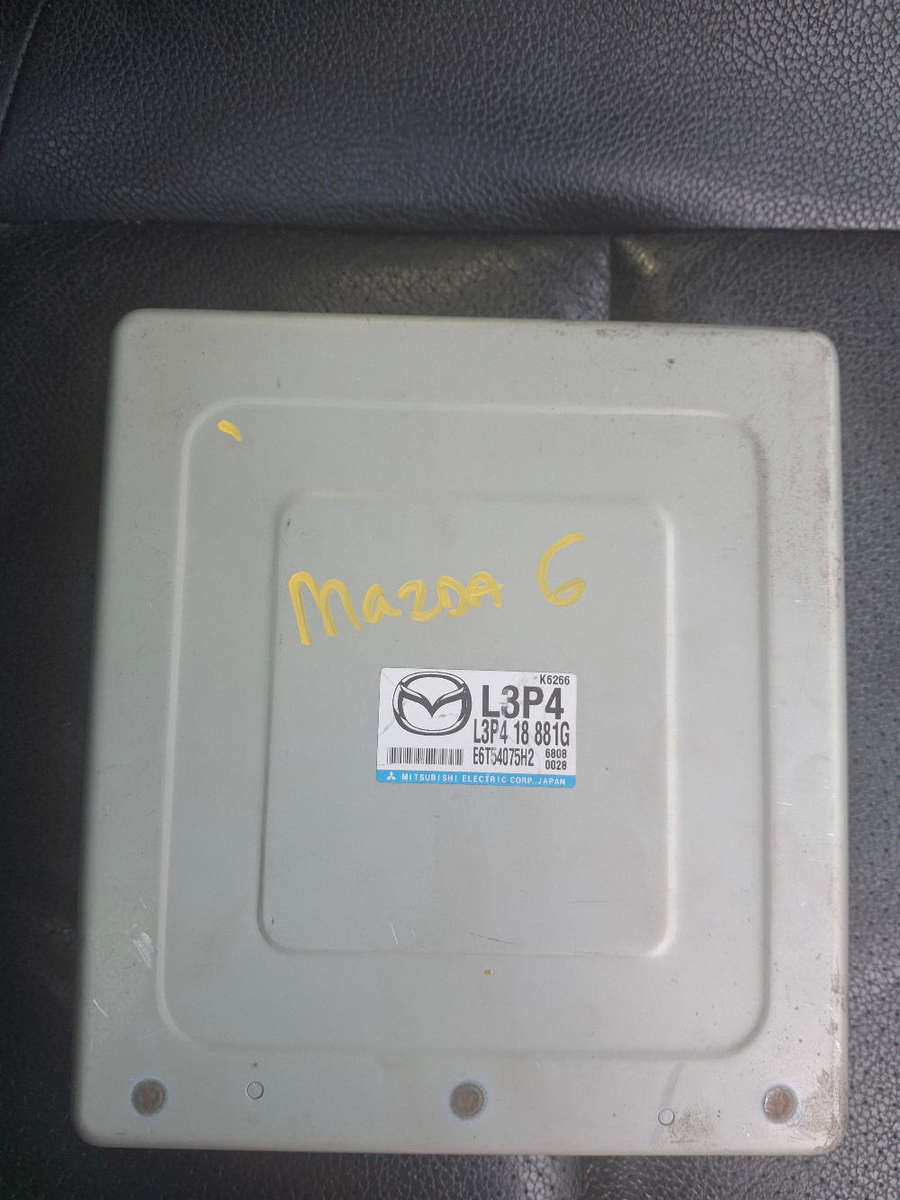 Mazda 6
K6266
L3P4
L3P4 18 881G
E6T54075H2 6808
0028
MITSUBISHI ELECTRIC CORP. JAPAN